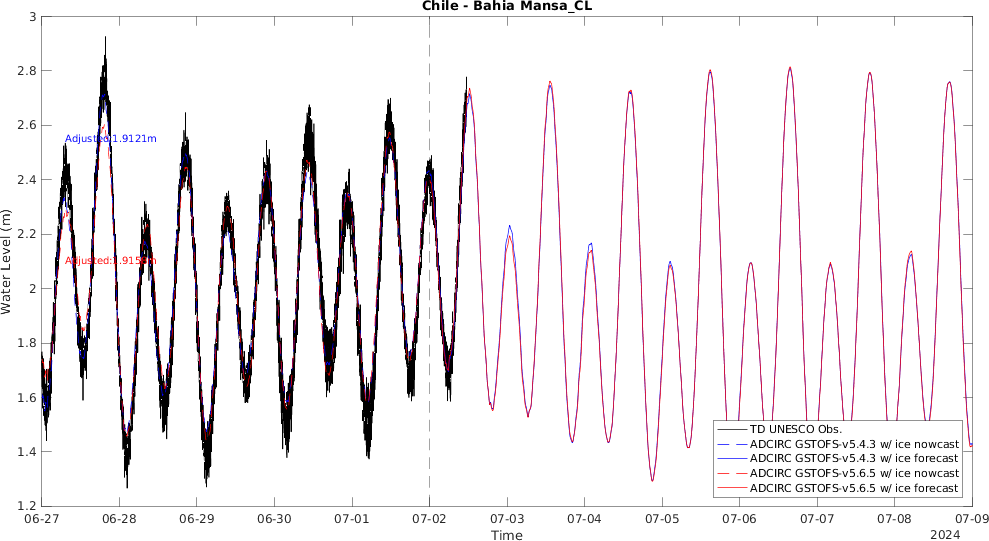 Chile - Bahia Mansa_CL
Water Level (m)
3
2.8
2.6
2.4
2.2
2
1.8
1.6
1.4
1.2
Adjusted:1.9121m
TD UNESCO Obs.
ADCIRC GSTOFS-v5.4.3 w/ ice nowcast
ADCIRC GSTOFS-v5.4.3 w/ ice forecast
ADCIRC GSTOFS-v5.6.5 w/ ice nowcast
ADCIRC GSTOFS-v5.6.5 w/ ice forecast
06-27 06-28 06-29 06-30 07-01 07-02 07-03 07-04 07-05 07-06 07-07 07-08 07-09
Time
2024